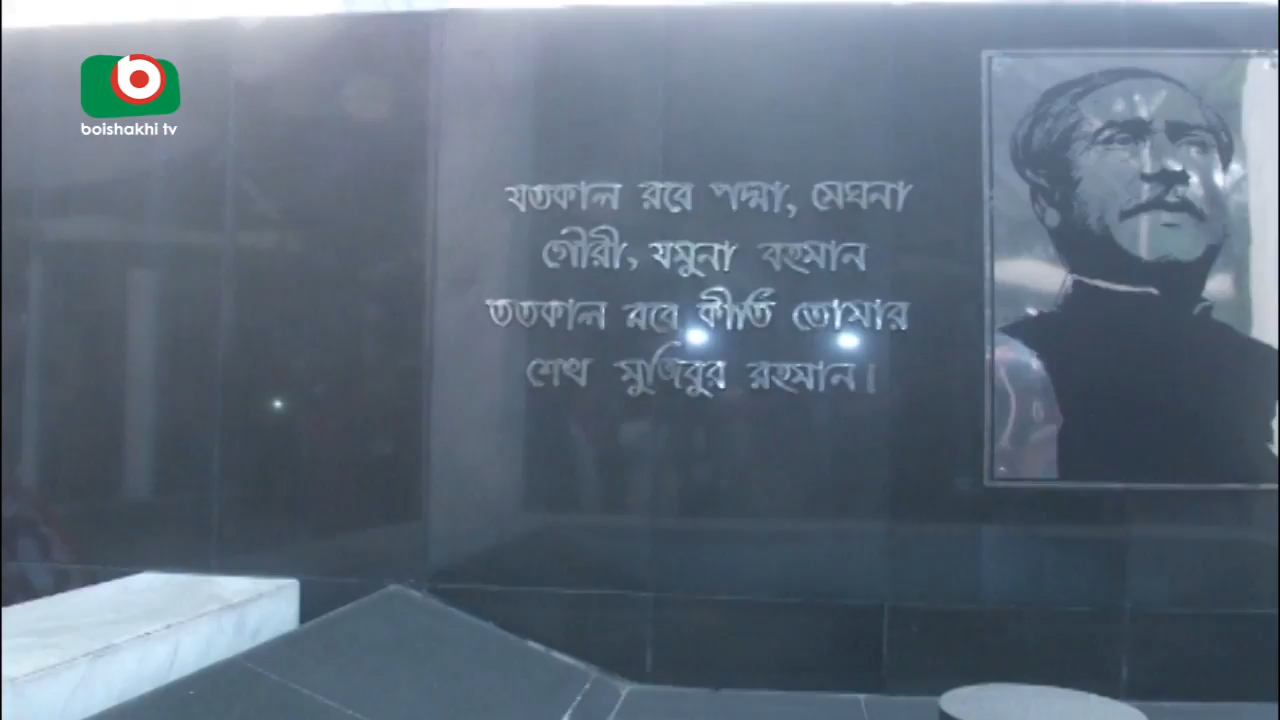 boishakhi tv
যতকাল রবে পদ্মা, মেঘনা
গৌরী, যমুনা বহমান
ততকাল রবে কীর্তি তোমার
শেখ মুজিবুর রহমান।